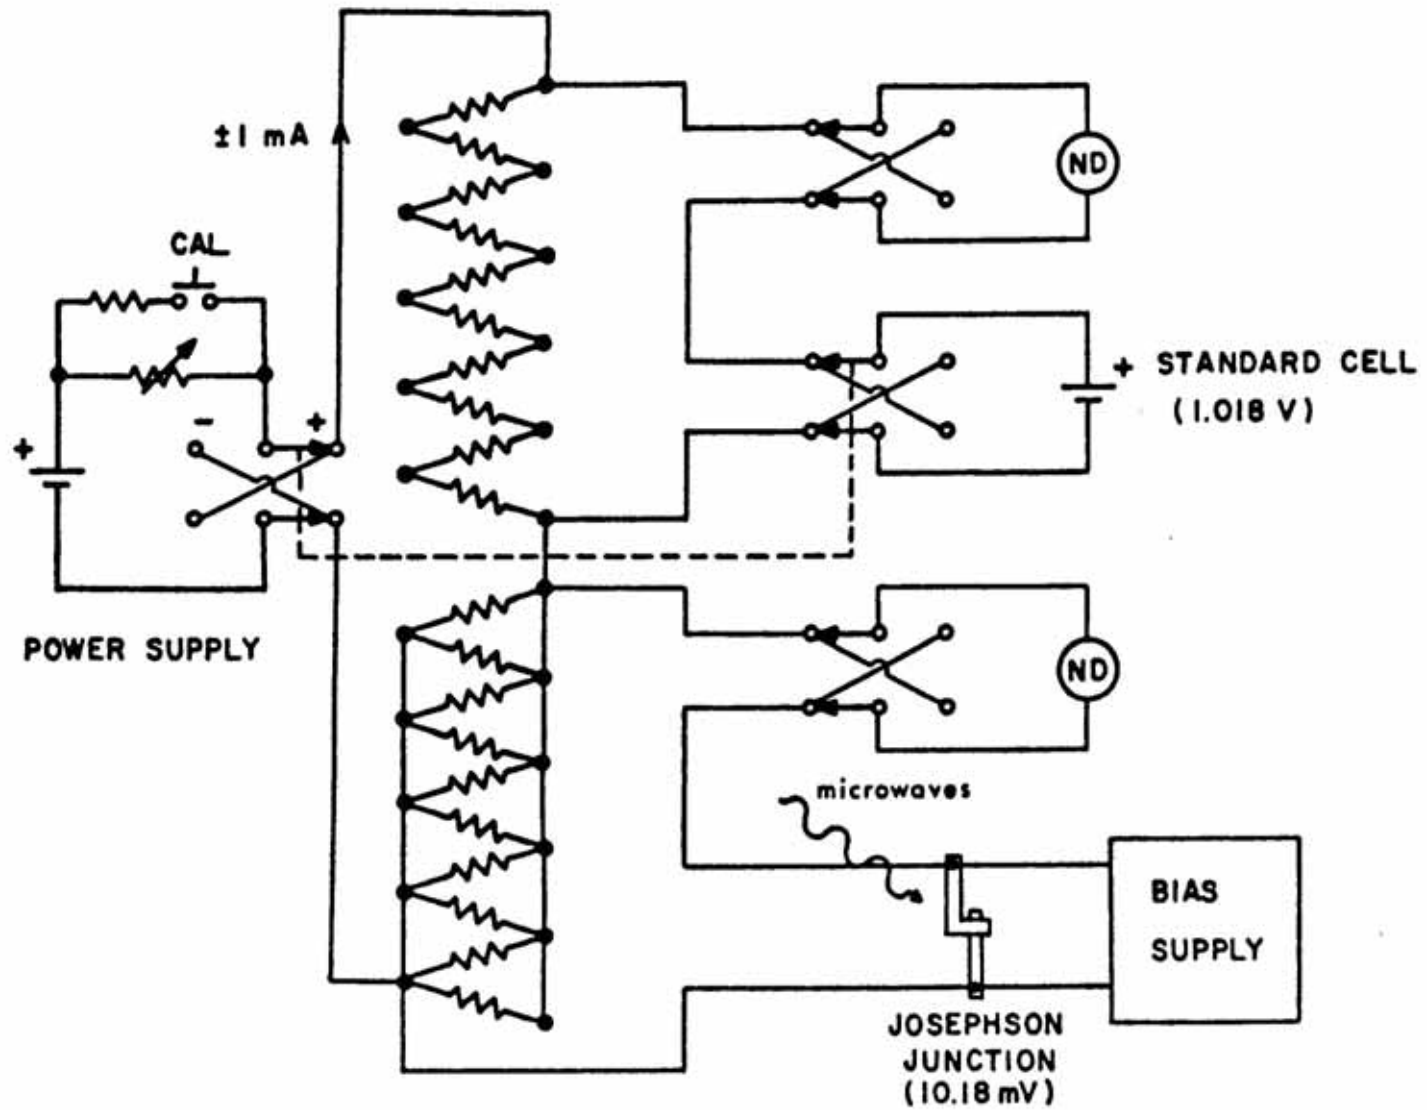 ±1 mA
ND
CAL
+ STANDARD CELL
(1.018 V)
- +
+
POWER SUPPLY
ND
microwaves
BIAS
SUPPLY
JOSEPHSON
JUNCTION
(10.18 mV)